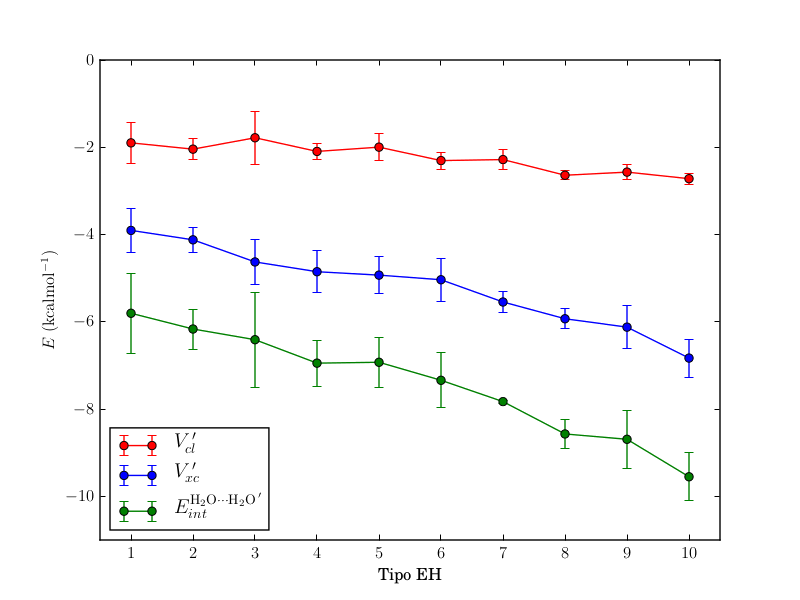 0
−2
−4
−6
−8
−10
E (kcalmol⁻¹)
V′cl
V′xc
E_int^{H₂O···H₂O′}
1 2 3 4 5 6 7 8 9 10
Tipo EH